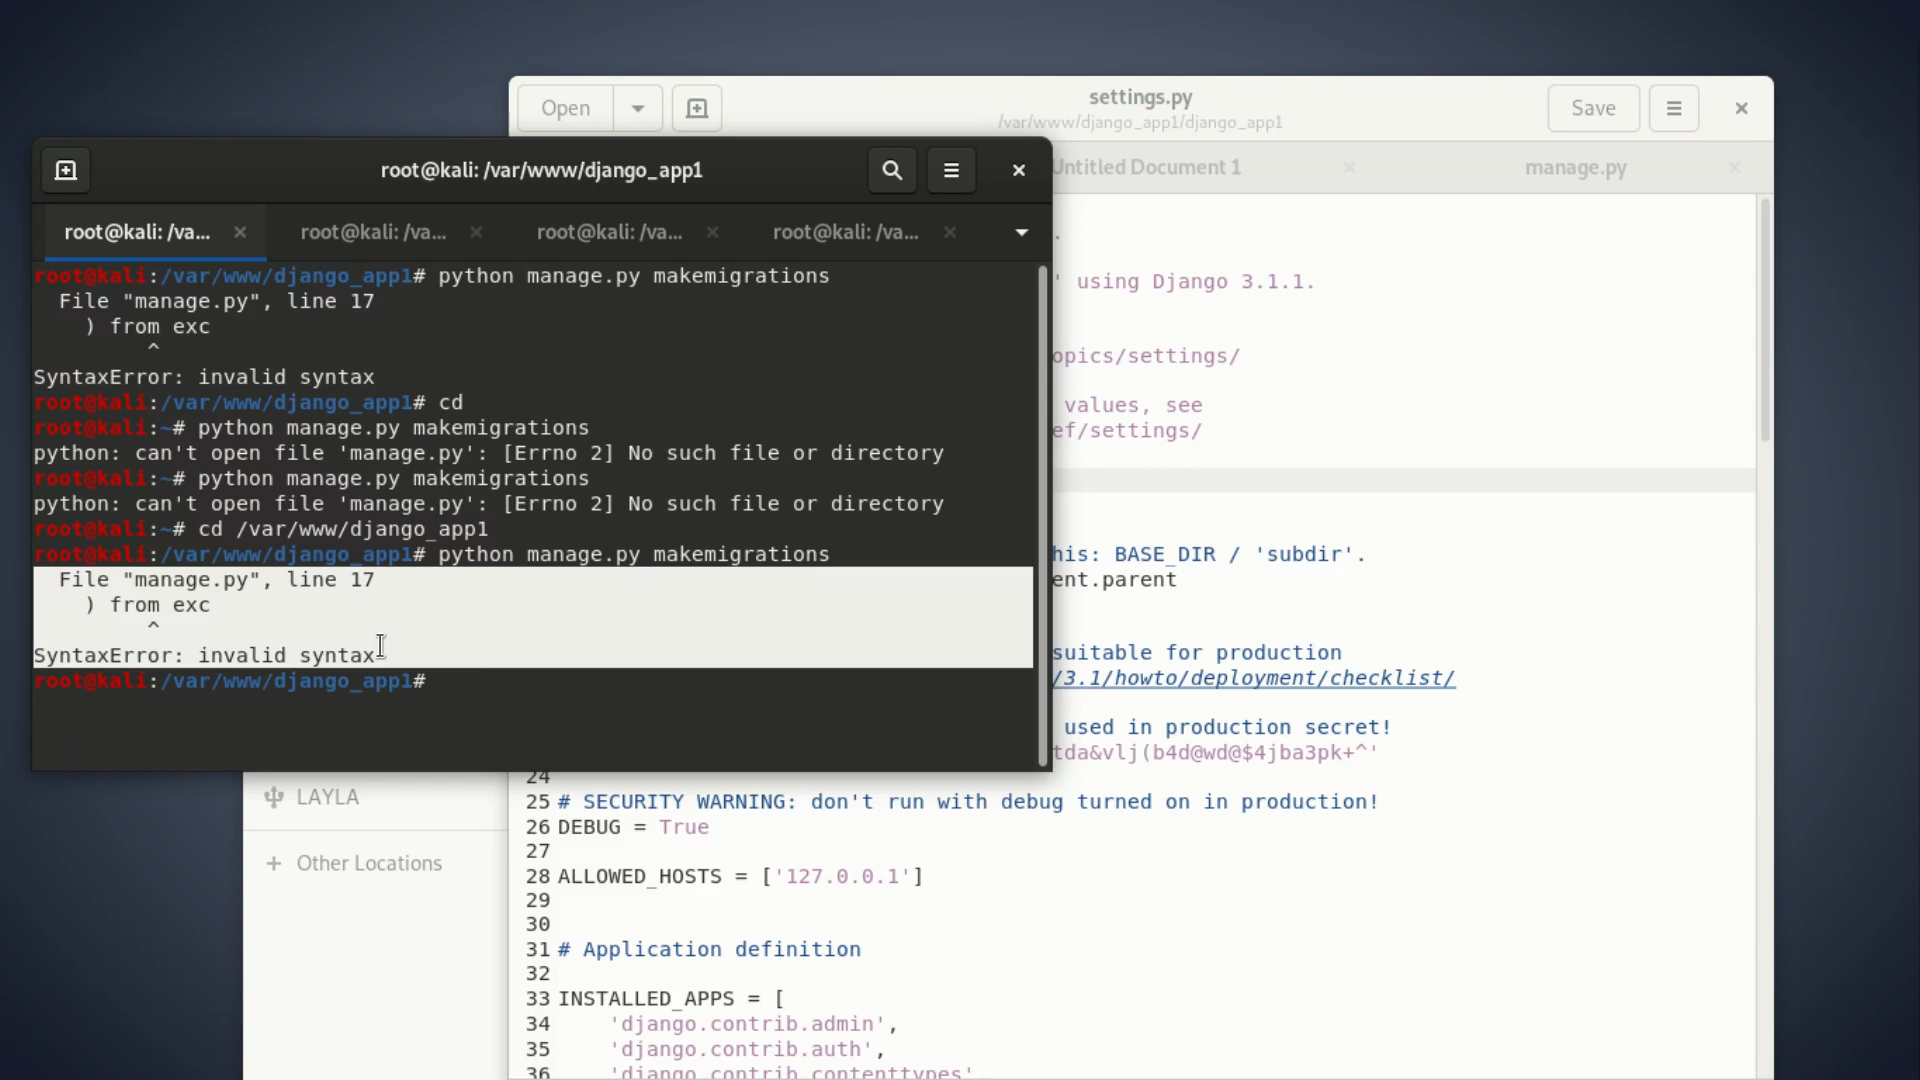 Open
settings.py
/var/www/django_app1/django_app1
Save
root@kali: /var/www/django_app1
Untitled Document 1
manage.py
root@kali: /va...
root@kali: /va...
root@kali: /va...
root@kali: /va...
root@kali:/var/www/django_app1# python manage.py makemigrations
File "manage.py", line 17
) from exc
^
SyntaxError: invalid syntax
root@kali:/var/www/django_app1# cd
root@kali:~# python manage.py makemigrations
python: can't open file 'manage.py': [Errno 2] No such file or directory
root@kali:~# python manage.py makemigrations
python: can't open file 'manage.py': [Errno 2] No such file or directory
root@kali:~# cd /var/www/django_app1
root@kali:/var/www/django_app1# python manage.py makemigrations
File "manage.py", line 17
) from exc
^
SyntaxError: invalid syntax
root@kali:/var/www/django_app1#
.
' using Django 3.1.1.
opics/settings/
values, see
ef/settings/
his: BASE_DIR / 'subdir'.
ent.parent
suitable for production
/3.1/howto/deployment/checklist/
used in production secret!
tda&vlj(b4d@wd@$4jba3pk+^'
24
25 # SECURITY WARNING: don't run with debug turned on in production!
26 DEBUG = True
27
28 ALLOWED_HOSTS = ['127.0.0.1']
29
30
31 # Application definition
32
33 INSTALLED_APPS = [
34 'django.contrib.admin',
35 'django.contrib.auth',
36 'django.contrib.contenttypes'
LAYLA
+ Other Locations